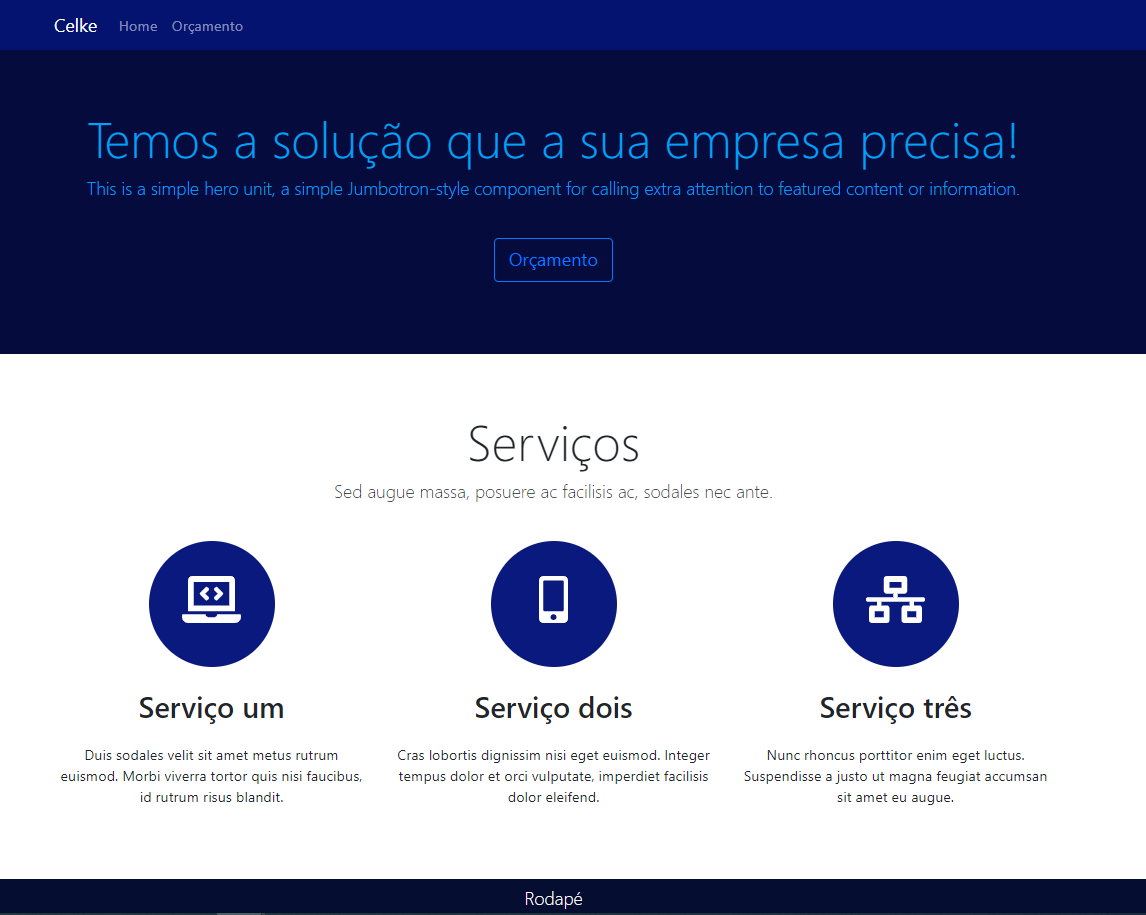 Celke Home Orçamento
Temos a solução que a sua empresa precisa!
This is a simple hero unit, a simple Jumbotron-style component for calling extra attention to featured content or information.
Orçamento
Serviços
Sed augue massa, posuere ac facilisis ac, sodales nec ante.
Serviço um
Duis sodales velit sit amet metus rutrum
euismod. Morbi viverra tortor quis nisi faucibus,
id rutrum risus blandit.
Serviço dois
Cras lobortis dignissim nisi eget euismod. Integer
tempus dolor et orci vulputate, imperdiet facilisis
dolor eleifend.
Serviço três
Nunc rhoncus porttitor enim eget luctus.
Suspendisse a justo ut magna feugiat accumsan
sit amet eu augue.
Rodapé